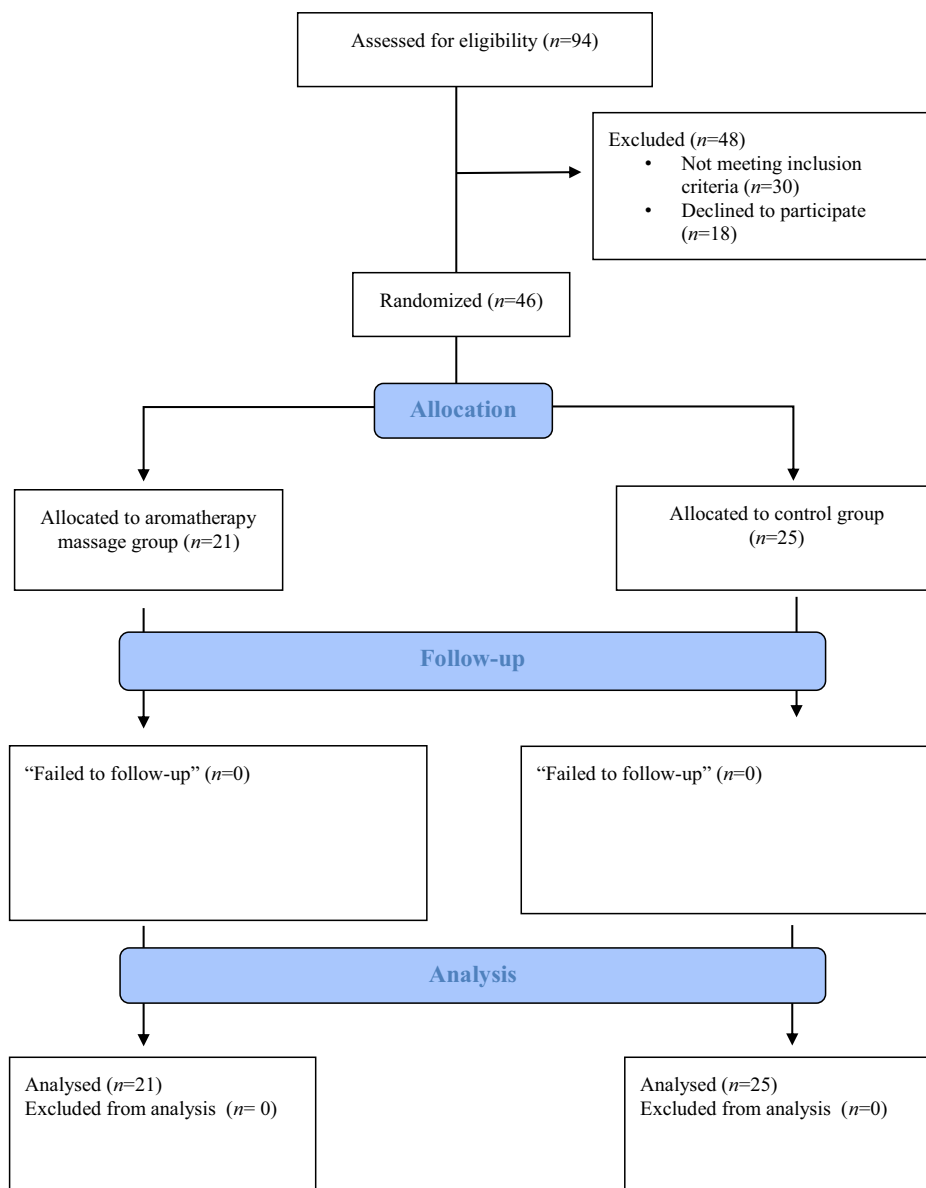 Assessed for eligibility (n=94)
Excluded (n=48)
• Not meeting inclusion
criteria (n=30)
• Declined to participate
(n=18)
Randomized (n=46)
Allocation
Allocated to aromatherapy
massage group (n=21)
Allocated to control group
(n=25)
Follow-up
“Failed to follow-up” (n=0)
“Failed to follow-up” (n=0)
Analysis
Analysed (n=21)
Excluded from analysis  (n= 0)
Analysed (n=25)
Excluded from analysis  (n=0)